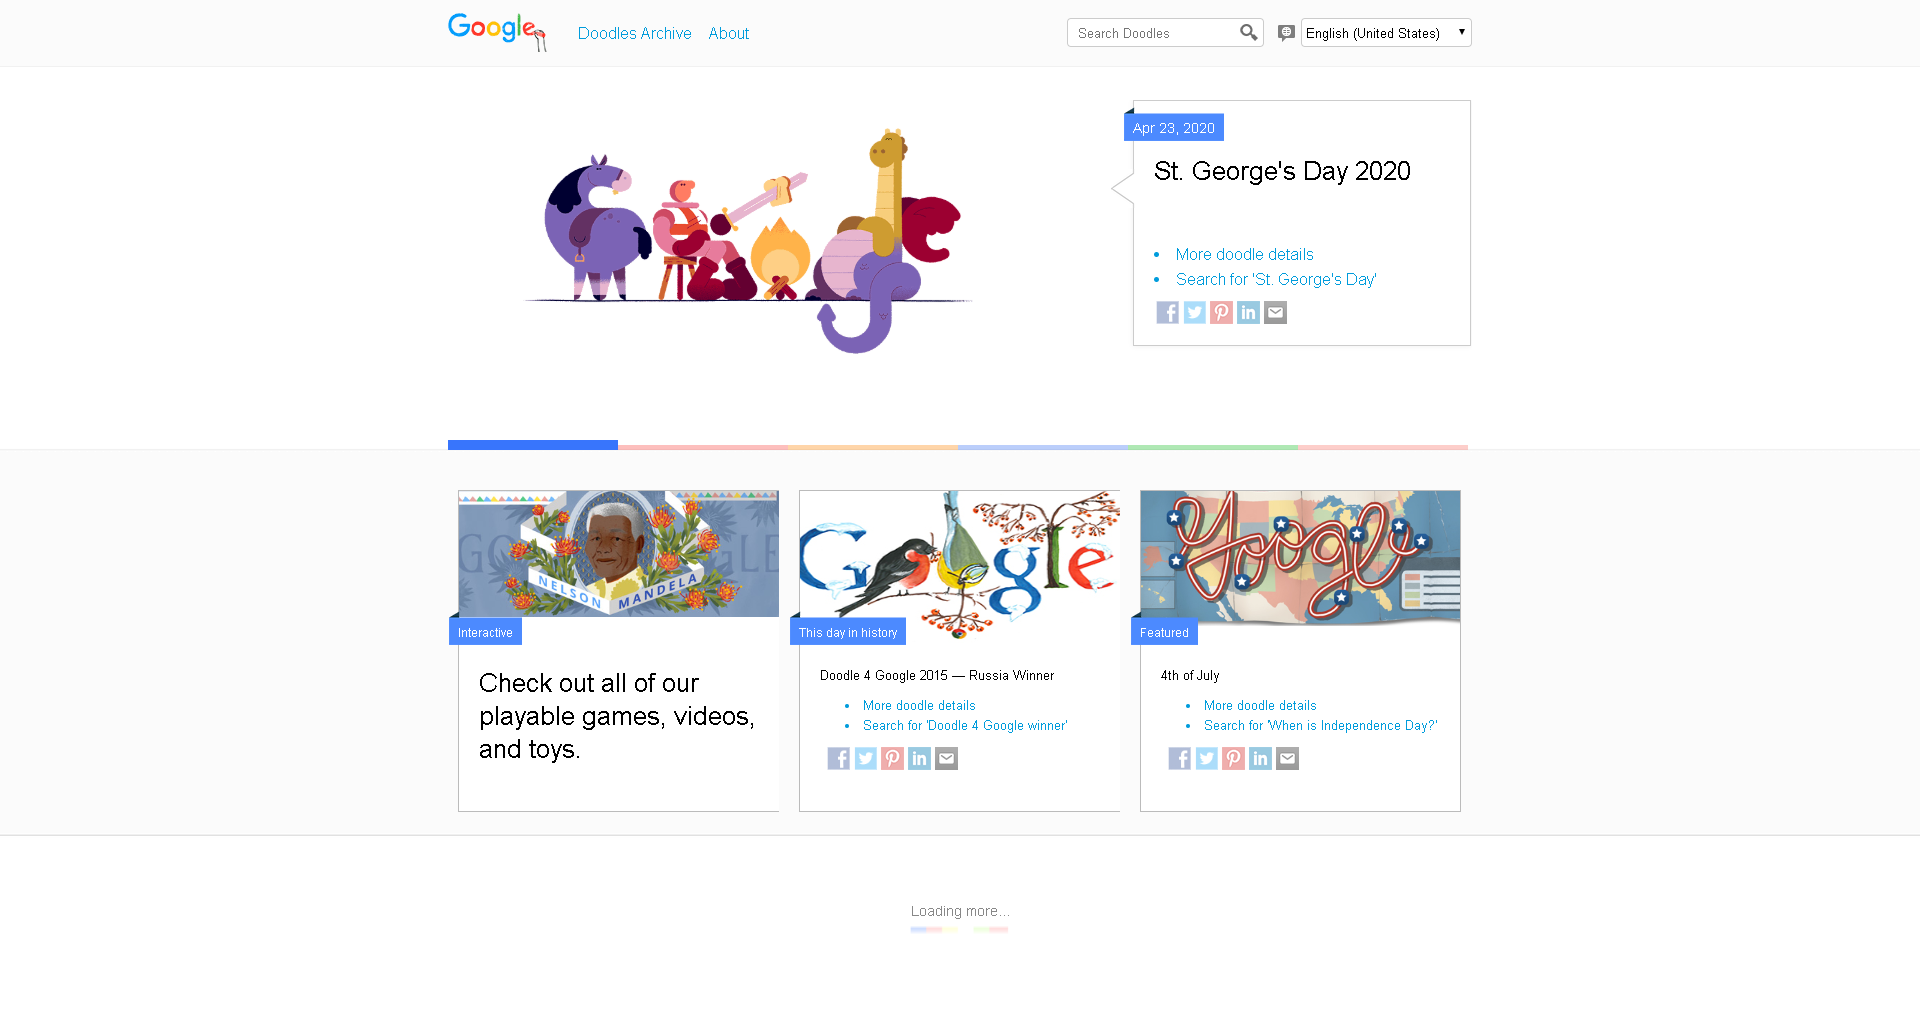 Google
Doodles Archive
About
Search Doodles
English (United States)
Apr 23, 2020
St. George's Day 2020
More doodle details
Search for 'St. George's Day'
GOOGLE
NELSON MANDELA
Interactive
Check out all of our
playable games, videos,
and toys.
Google
This day in history
Doodle 4 Google 2015 — Russia Winner
More doodle details
Search for 'Doodle 4 Google winner'
Google
Featured
4th of July
More doodle details
Search for 'When is Independence Day?'
Loading more...